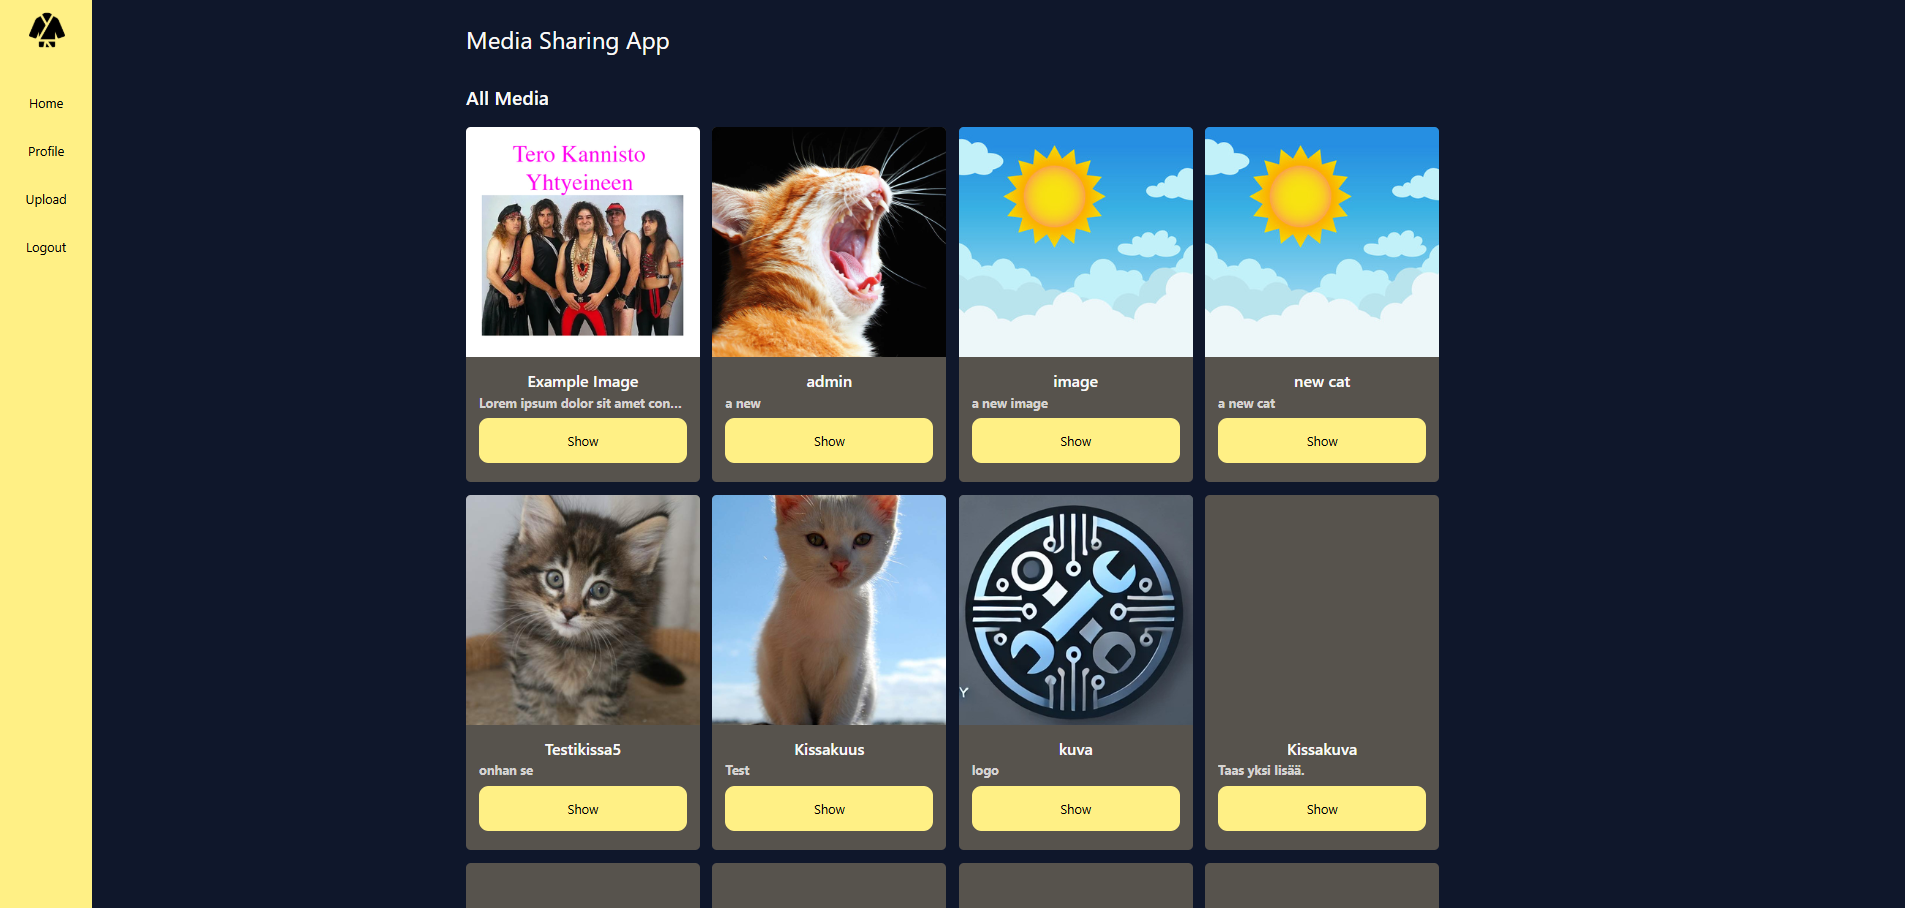 Media Sharing App
Home
Profile
Upload
Logout
All Media
Tero Kannisto
Yhtyeineen
Example Image
Lorem ipsum dolor sit amet con...
Show
admin
a new
Show
image
a new image
Show
new cat
a new cat
Show
Testikissa5
onhan se
Show
Kissakuus
Test
Show
Y
kuva
logo
Show
Kissakuva
Taas yksi lisää.
Show